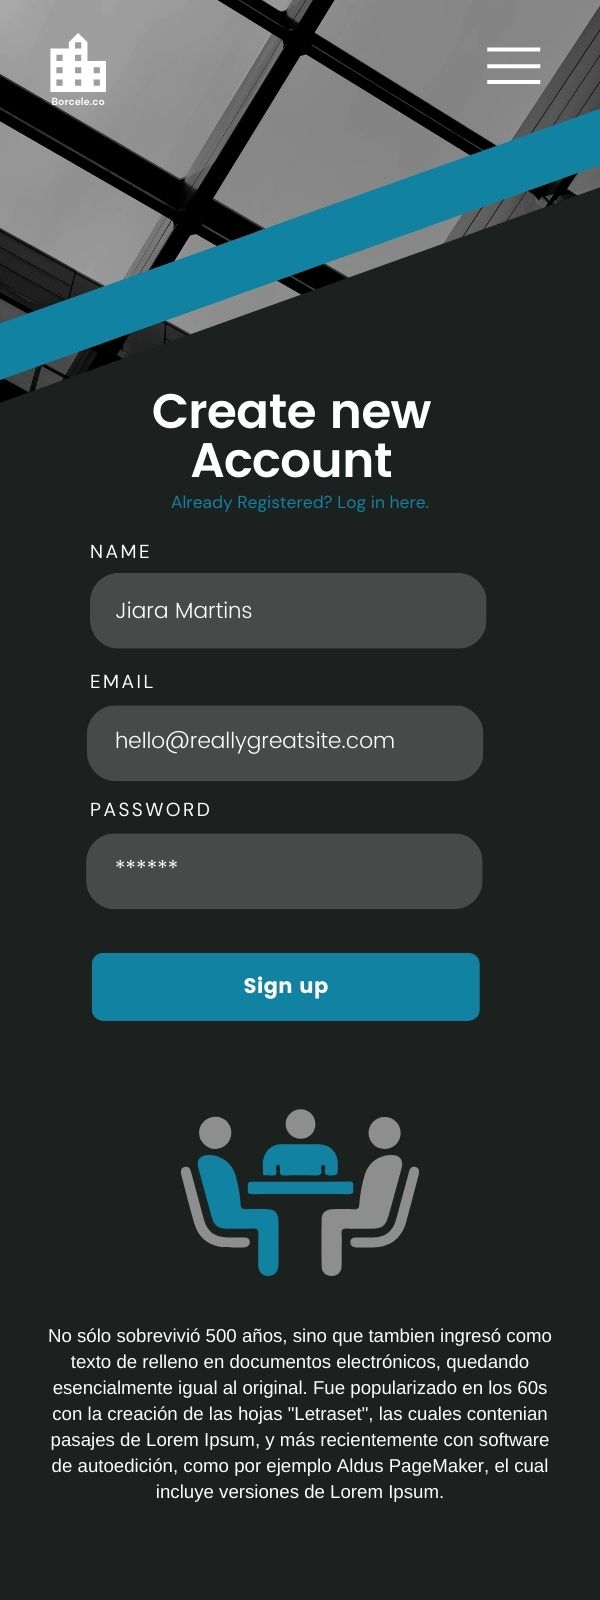 Borcele.co
Create new
Account
Already Registered? Log in here.
NAME
Jiara Martins
EMAIL
hello@reallygreatsite.com
PASSWORD
******
Sign up
No sólo sobrevivió 500 años, sino que tambien ingresó como
texto de relleno en documentos electrónicos, quedando
esencialmente igual al original. Fue popularizado en los 60s
con la creación de las hojas "Letraset", las cuales contenian
pasajes de Lorem Ipsum, y más recientemente con software
de autoedición, como por ejemplo Aldus PageMaker, el cual
incluye versiones de Lorem Ipsum.